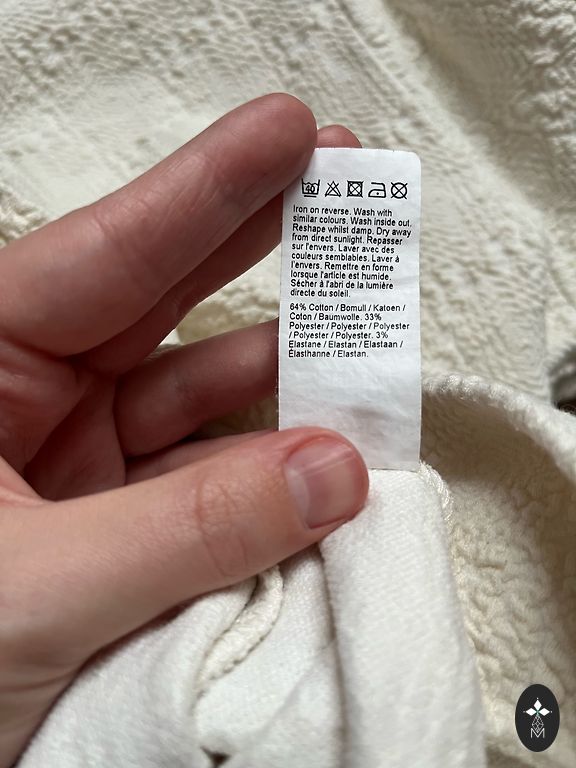 40
Iron on reverse. Wash with
similar colours. Wash inside out.
Reshape whilst damp. Dry away
from direct sunlight. Repasser
sur l'envers. Laver avec des
couleurs semblables. Laver à
l'envers. Remettre en forme
lorsque l'article est humide.
Sécher à l'abri de la lumière
directe du soleil.
64% Cotton / Bomull / Katoen /
Coton / Baumwolle. 33%
Polyester / Polyester / Polyester
/ Polyester / Polyester. 3%
Elastane / Elastan / Elastaan /
Élasthanne / Elastan.
M